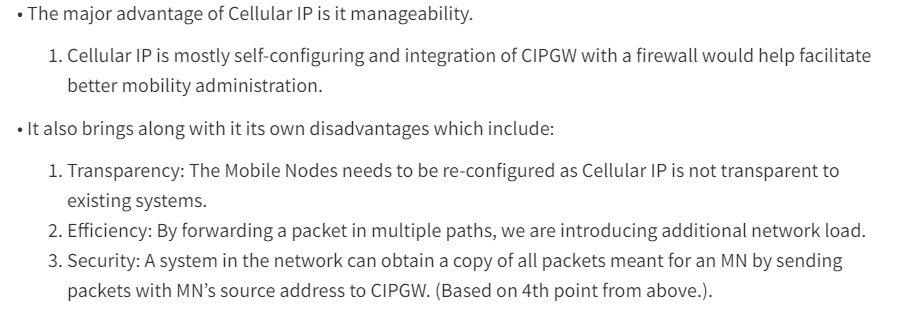 • The major advantage of Cellular IP is it manageability.
1. Cellular IP is mostly self-configuring and integration of CIPGW with a firewall would help facilitate
better mobility administration.
• It also brings along with it its own disadvantages which include:
1. Transparency: The Mobile Nodes needs to be re-configured as Cellular IP is not transparent to
existing systems.
2. Efficiency: By forwarding a packet in multiple paths, we are introducing additional network load.
3. Security: A system in the network can obtain a copy of all packets meant for an MN by sending
packets with MN’s source address to CIPGW. (Based on 4th point from above.).